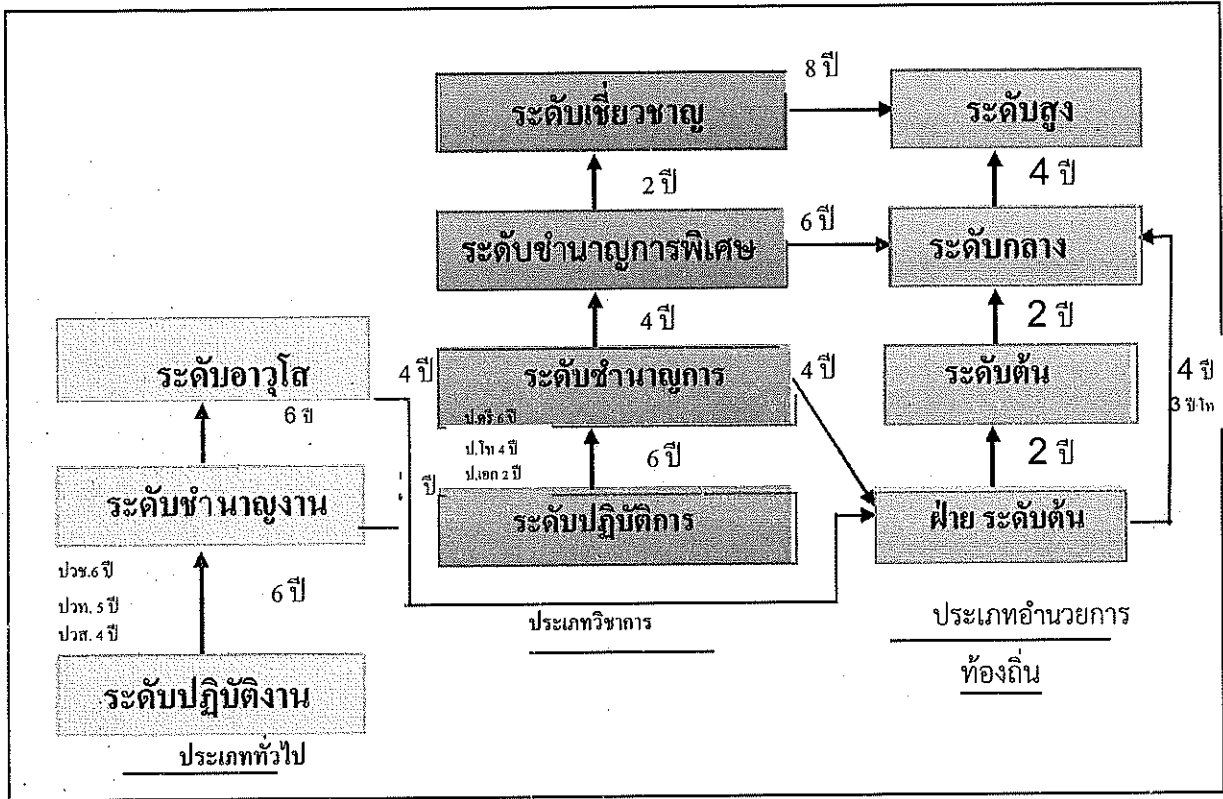 8 ปี
ระดับเชี่ยวชาญ
ระดับสูง
2 ปี
4 ปี
6 ปี
ระดับชำนาญการพิเศษ
ระดับกลาง
4 ปี
2 ปี
ระดับอาวุโส
4 ปี
ระดับชำนาญการ
4 ปี
ระดับต้น
4 ปี
3 ปี-โท
6 ปี
ป.ตรี 6 ปี
ป.โท 4 ปี
ป.เอก 2 ปี
6 ปี
2 ปี
ระดับชำนาญงาน
ปี
ระดับปฏิบัติการ
ฝ่าย ระดับต้น
ปวช.6 ปี
ปวท. 5 ปี
ปวส. 4 ปี
6 ปี
ประเภทวิชาการ
ประเภทอำนวยการ
ท้องถิ่น
ระดับปฏิบัติงาน
ประเภททั่วไป